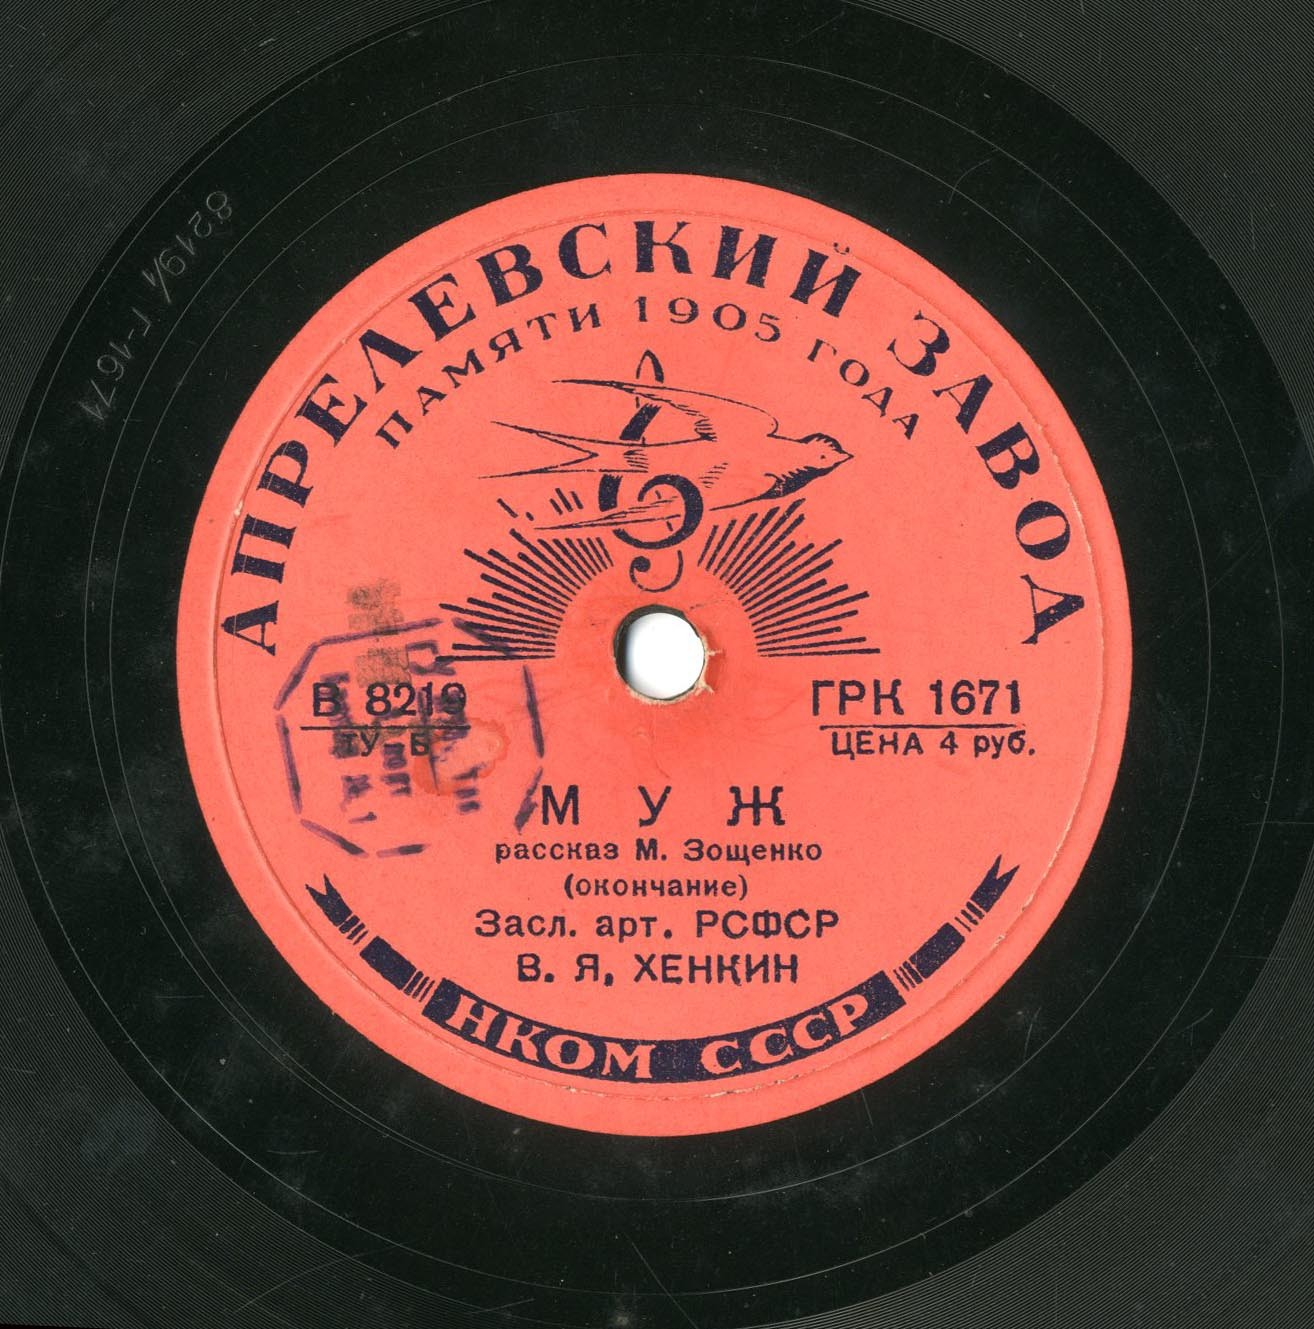 АПРЕЛЕВСКИЙ ЗАВОД
ПАМЯТИ 1905 ГОДА
В 8219
ТУ Б
ГРК 1671
ЦЕНА 4 руб.
МУЖ
рассказ М. Зощенко
(окончание)
Засл. арт. РСФСР
В. Я. ХЕНКИН
НКОМ СССР
82194 Г-1671